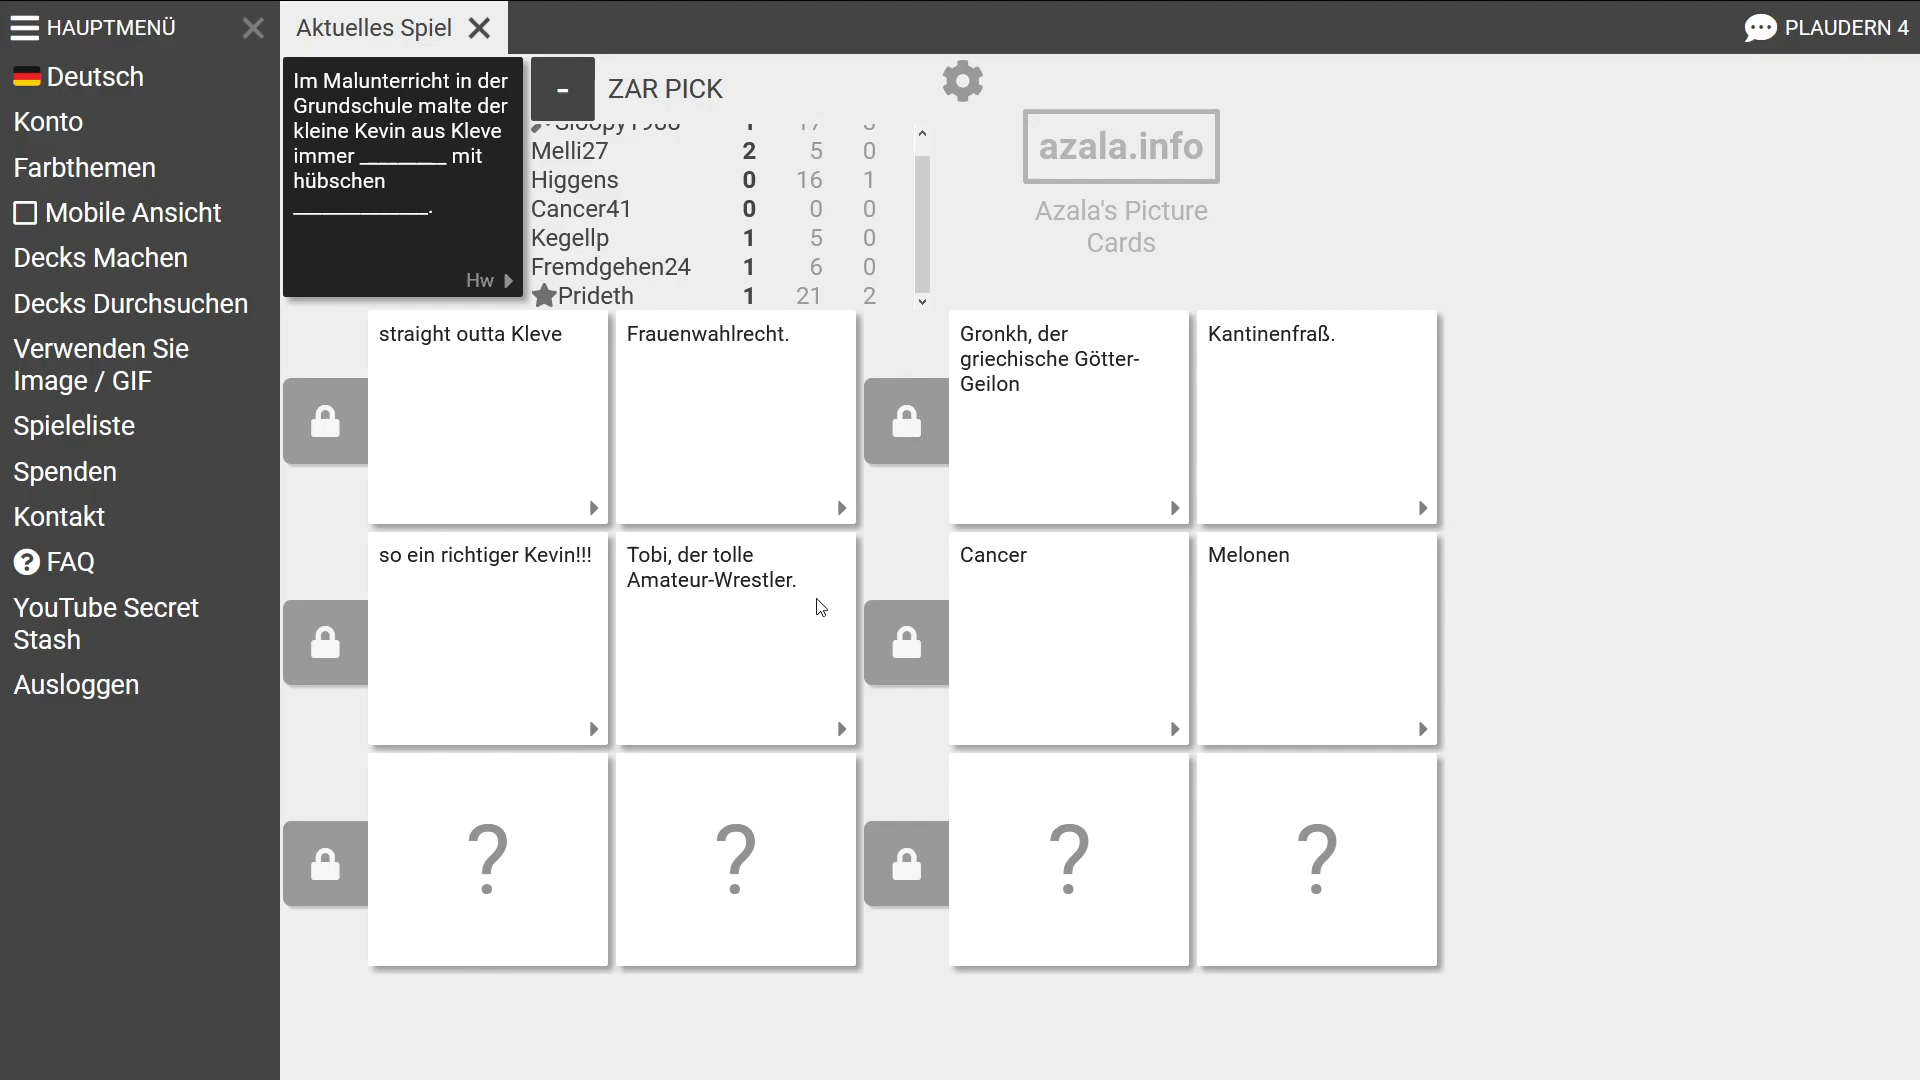 HAUPTMENÜ
Aktuelles Spiel
PLAUDERN 4
Deutsch
Konto
Farbthemen
Mobile Ansicht
Decks Machen
Decks Durchsuchen
Verwenden Sie
Image / GIF
Spieleliste
Spenden
Kontakt
FAQ
YouTube Secret
Stash
Ausloggen
Im Malunterricht in der
Grundschule malte der
kleine Kevin aus Kleve
immer ________ mit
hübschen
____________.
Hw
-
ZAR PICK
Melli27 2 5 0
Higgens 0 16 1
Cancer41 0 0 0
Kegellp 1 5 0
Fremdgehen24 1 6 0
Prideth 1 21 2
azala.info
Azala's Picture
Cards
straight outta Kleve
Frauenwahlrecht.
Gronkh, der
griechische Götter-
Geilon
Kantinenfraß.
so ein richtiger Kevin!!!
Tobi, der tolle
Amateur-Wrestler.
Cancer
Melonen
?
?
?
?